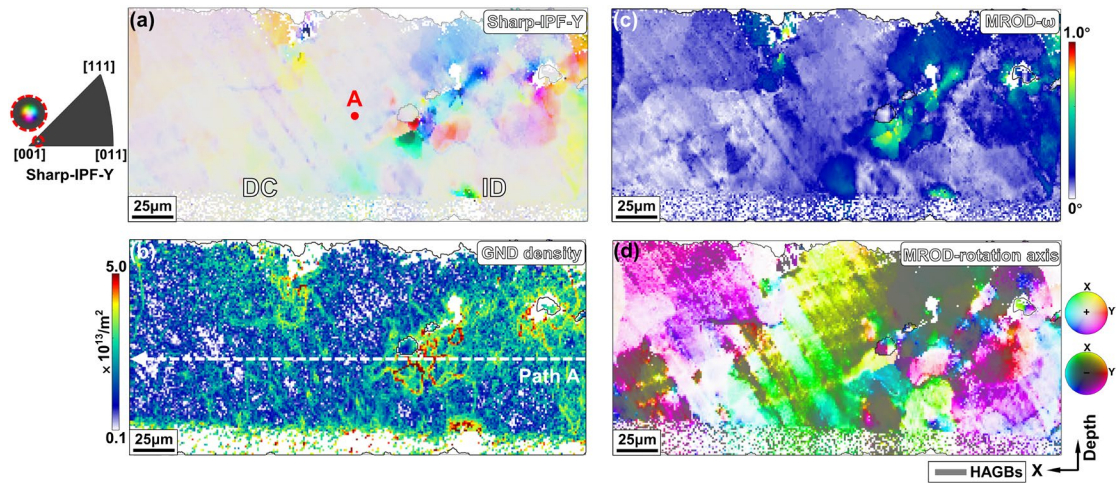 (a)
Sharp-IPF-Y
[111]
[001]
[011]
Sharp-IPF-Y
A
DC
ID
25μm
(c)
MROD-ω
1.0°
0°
25μm
(b)
GND density
5.0
× 10¹³/m²
0.1
Path A
25μm
(d)
MROD-rotation axis
X
+
Y
X
−
Y
25μm
Depth
X
HAGBs